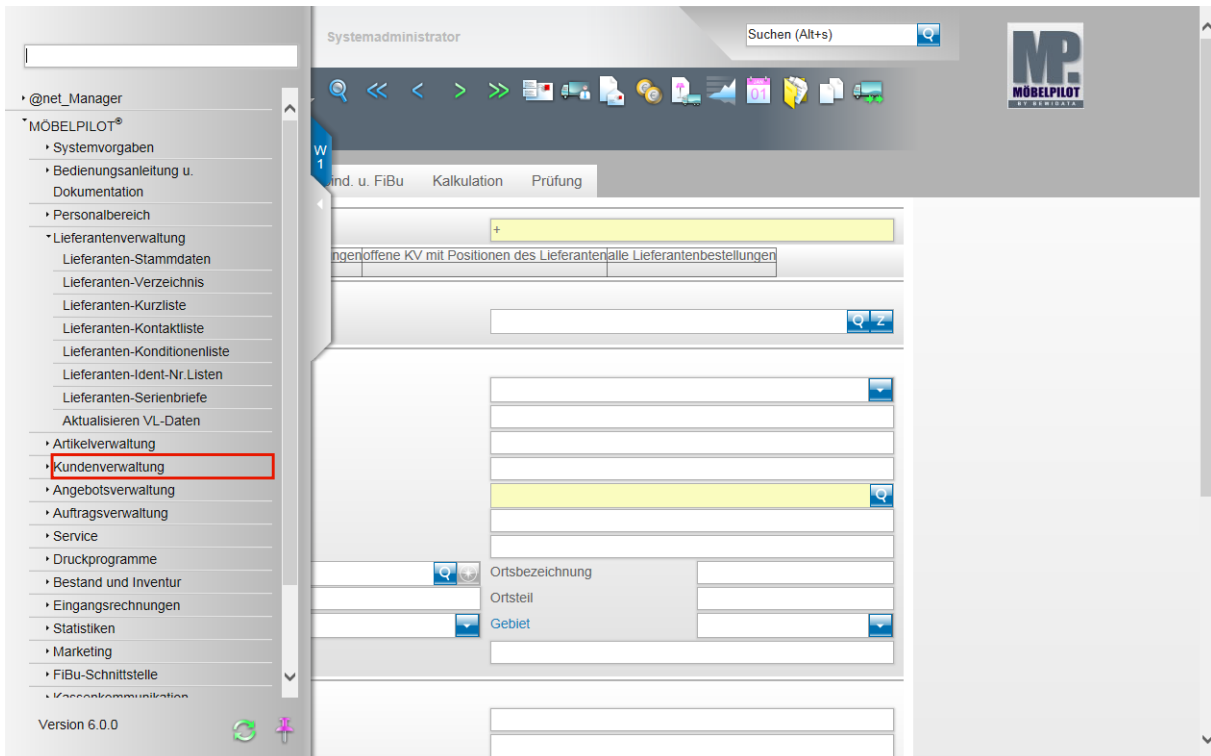 Systemadministrator
Suchen (Alt+s)
MP.
MÖBELPILOT
BY BEWIDATA
@net_Manager
MÖBELPILOT®
Systemvorgaben
Bedienungsanleitung u.
Dokumentation
Personalbereich
Lieferantenverwaltung
Lieferanten-Stammdaten
Lieferanten-Verzeichnis
Lieferanten-Kurzliste
Lieferanten-Kontaktliste
Lieferanten-Konditionenliste
Lieferanten-Ident-Nr.Listen
Lieferanten-Serienbriefe
Aktualisieren VL-Daten
Artikelverwaltung
Kundenverwaltung
Angebotsverwaltung
Auftragsverwaltung
Service
Druckprogramme
Bestand und Inventur
Eingangsrechnungen
Statistiken
Marketing
FiBu-Schnittstelle
Kassenkommunikation
Version 6.0.0
W
1
01
ind. u. FiBu Kalkulation Prüfung
+
ngen offene KV mit Positionen des Lieferanten alle Lieferantenbestellungen
Z
Ortsbezeichnung
Ortsteil
Gebiet